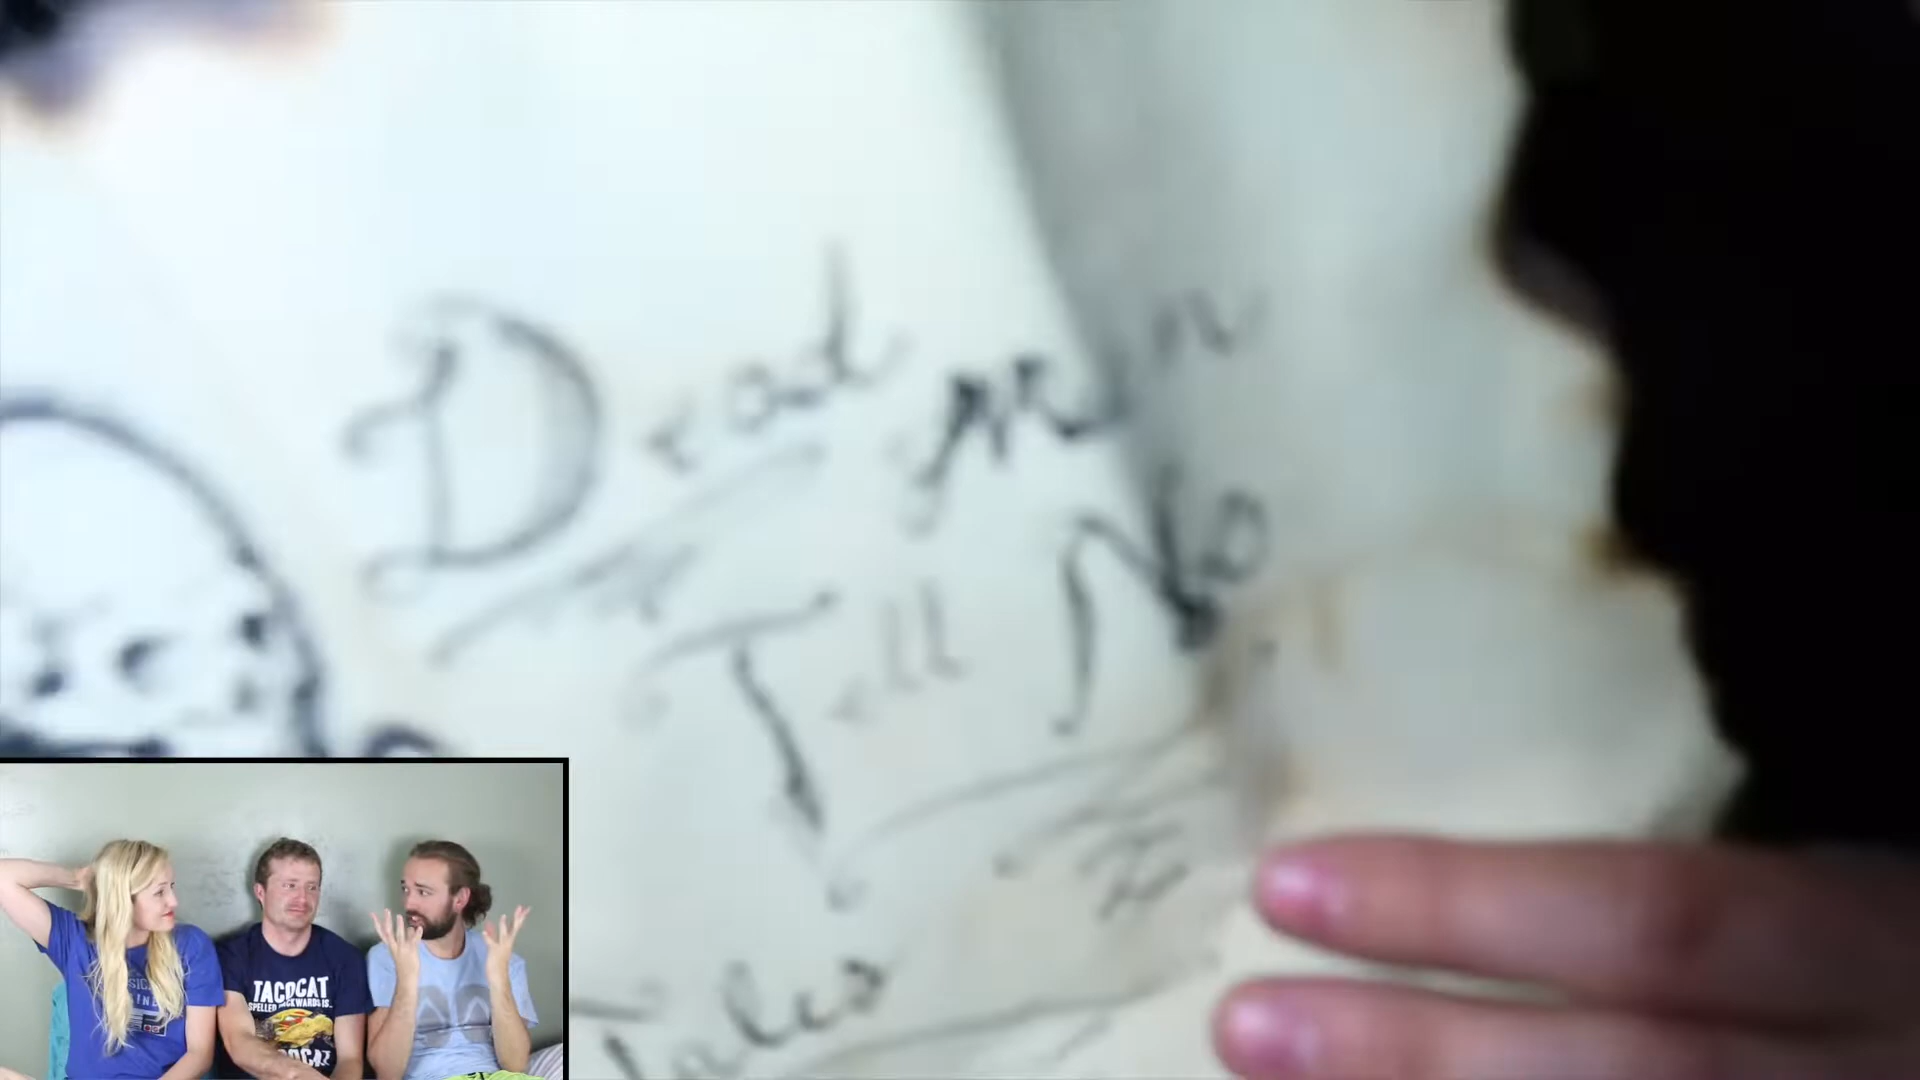 Dead Men
Tell No
Tales
TACOCAT
SPELLED BACKWARDS IS..